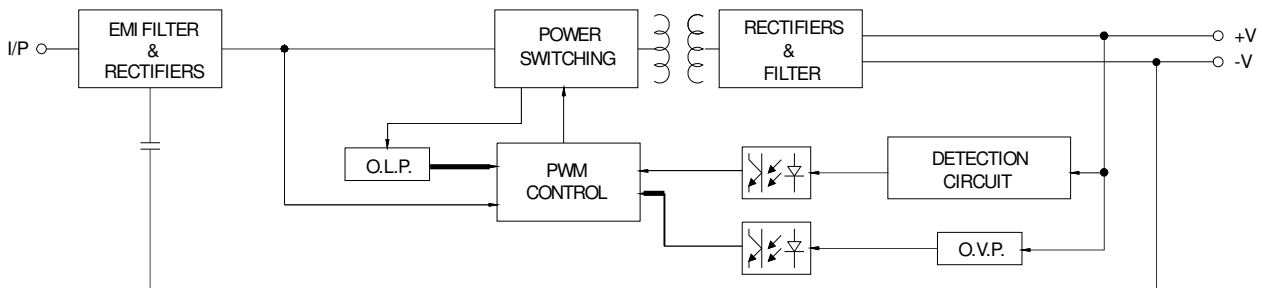 I/P
EMI FILTER
&
RECTIFIERS
POWER
SWITCHING
RECTIFIERS
&
FILTER
+V
-V
O.L.P.
PWM
CONTROL
DETECTION
CIRCUIT
O.V.P.